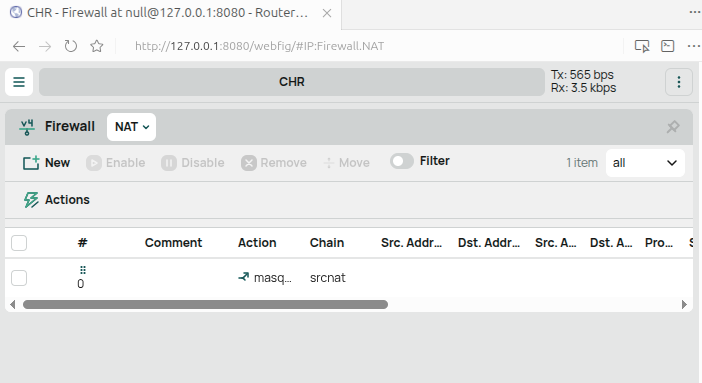 CHR - Firewall at null@127.0.0.1:8080 - Router…
http://127.0.0.1:8080/webfig/#IP:Firewall.NAT
CHR
Tx: 565 bps
Rx: 3.5 kbps
v4 Firewall NAT
New Enable Disable Remove Move Filter 1 item all
Actions
# Comment Action Chain Src. Addr… Dst. Addr… Src. A… Dst. A… Pro… S
0 masq… srcnat